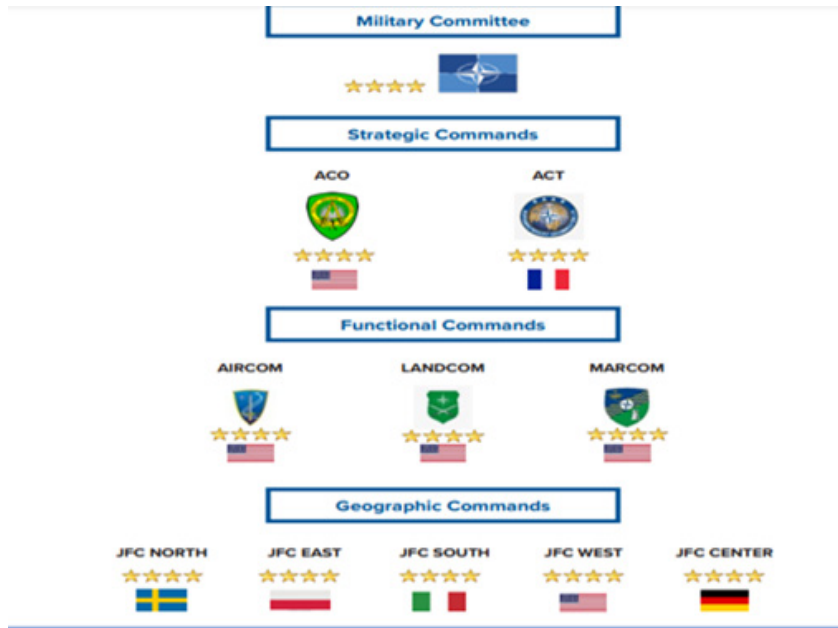 Military Committee
Strategic Commands
ACO ACT
Functional Commands
AIRCOM LANDCOM MARCOM
Geographic Commands
JFC NORTH JFC EAST JFC SOUTH JFC WEST JFC CENTER